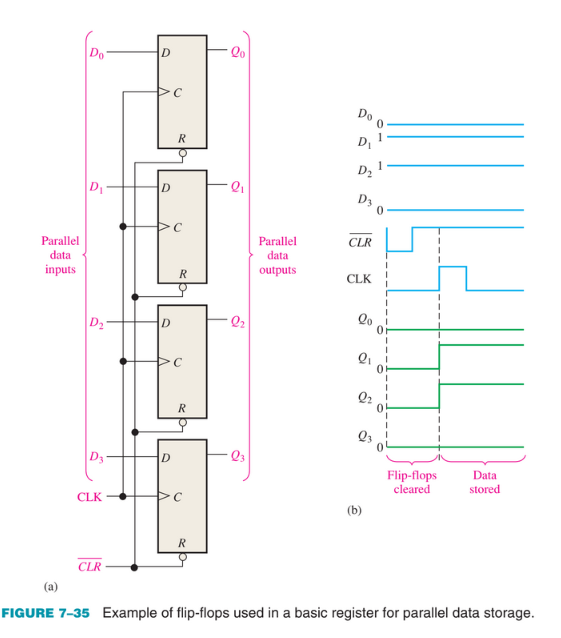 D0 D Q0
C
R
D1 D Q1
C
Parallel
data
inputs
Parallel
data
outputs
R
D2 D Q2
C
R
D3 D Q3
CLK C
R
CLR
(a)
D0 0
D1 1
D2 1
D3 0
CLR
CLK
Q0 0
Q1 0
Q2 0
Q3 0
Flip-flops
cleared
Data
stored
(b)
FIGURE 7–35 Example of flip-flops used in a basic register for parallel data storage.